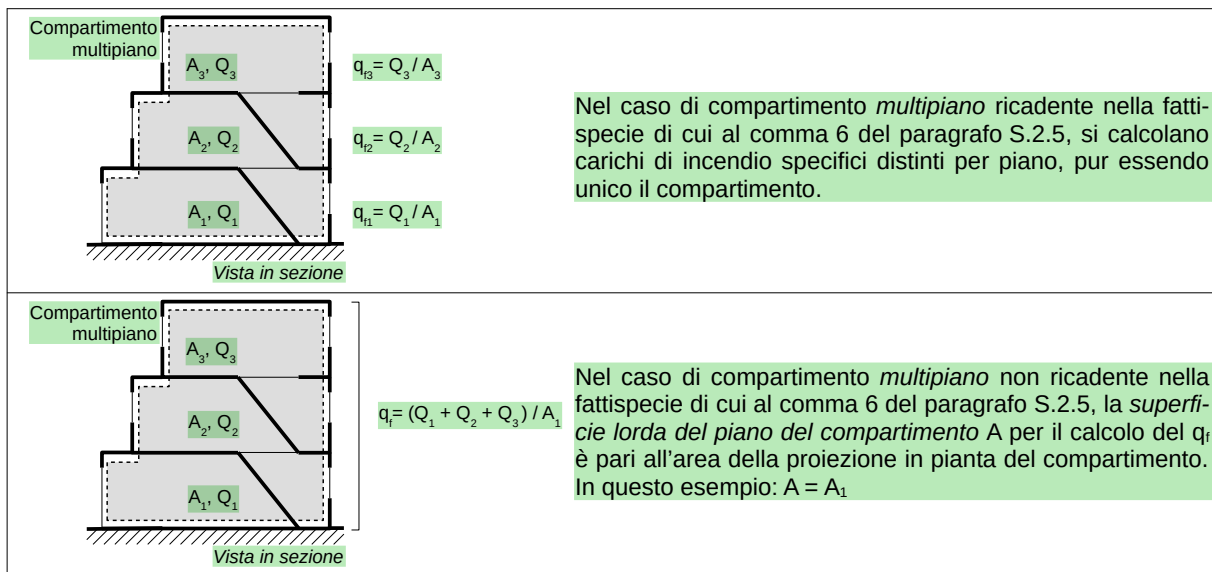 Compartimento
multipiano
A₃, Q₃
q_f3= Q₃ / A₃
A₂, Q₂
q_f2= Q₂ / A₂
A₁, Q₁
q_f1= Q₁ / A₁
Vista in sezione
Nel caso di compartimento multipiano ricadente nella fatti-
specie di cui al comma 6 del paragrafo S.2.5, si calcolano
carichi di incendio specifici distinti per piano, pur essendo
unico il compartimento.
Compartimento
multipiano
A₃, Q₃
A₂, Q₂
A₁, Q₁
q_f= (Q₁ + Q₂ + Q₃ ) / A₁
Vista in sezione
Nel caso di compartimento multipiano non ricadente nella
fattispecie di cui al comma 6 del paragrafo S.2.5, la superfi-
cie lorda del piano del compartimento A per il calcolo del q_f
è pari all’area della proiezione in pianta del compartimento.
In questo esempio: A = A₁